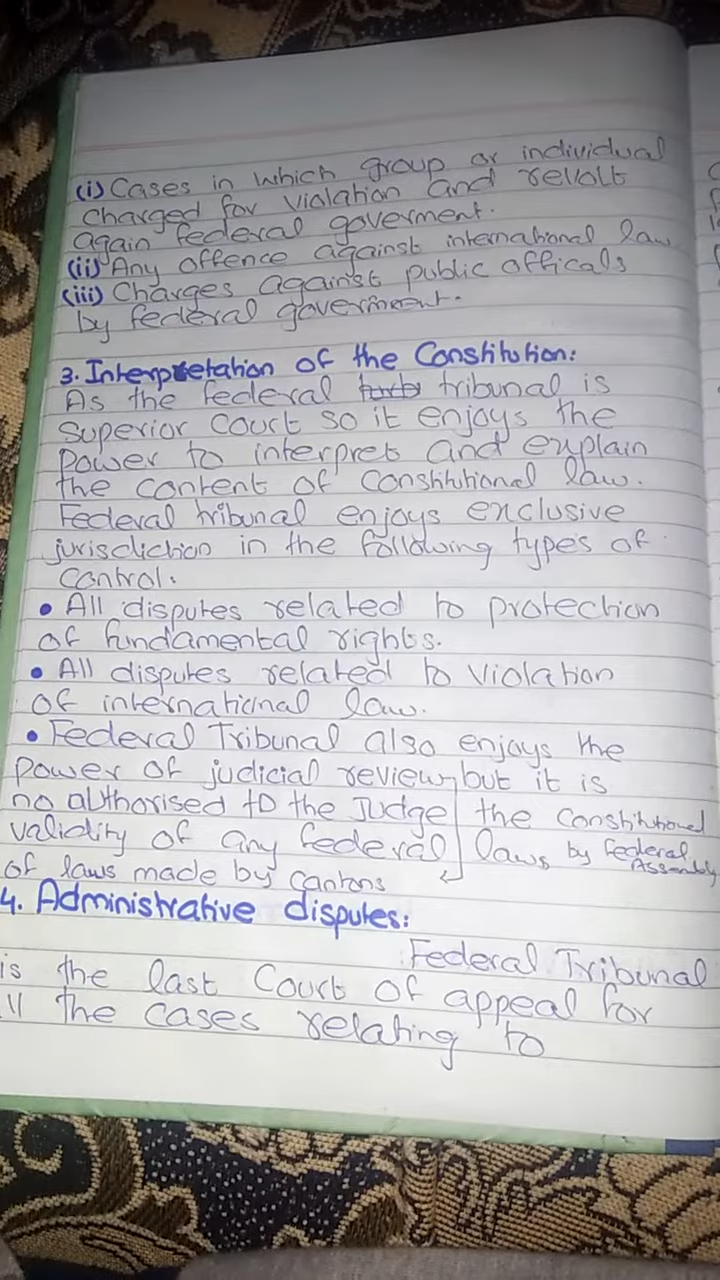 (i) Cases in which group or individual
charged for violation and revolt
again federal goverment.
(ii) Any offence against international law
(iii) Charges against public officals
by federal goverment.
3. Interpretation of the Constitution:
As the federal tribunal is
superior court so it enjoys the
power to interpret and explain
the content of constitutional law.
Federal tribunal enjoys exclusive
jurisdiction in the following types of
Control.
• All disputes related to protection
of fundamental rights.
• All disputes related to violation
of international law.
• Federal Tribunal also enjoys the
power of judicial review, but it is
no authorised to the Judge the constitutional
validity of any federal laws by Federal Assembly
of laws made by cantons
4. Administrative disputes:
Federal Tribunal
is the last Court of appeal for
ll the cases relating to